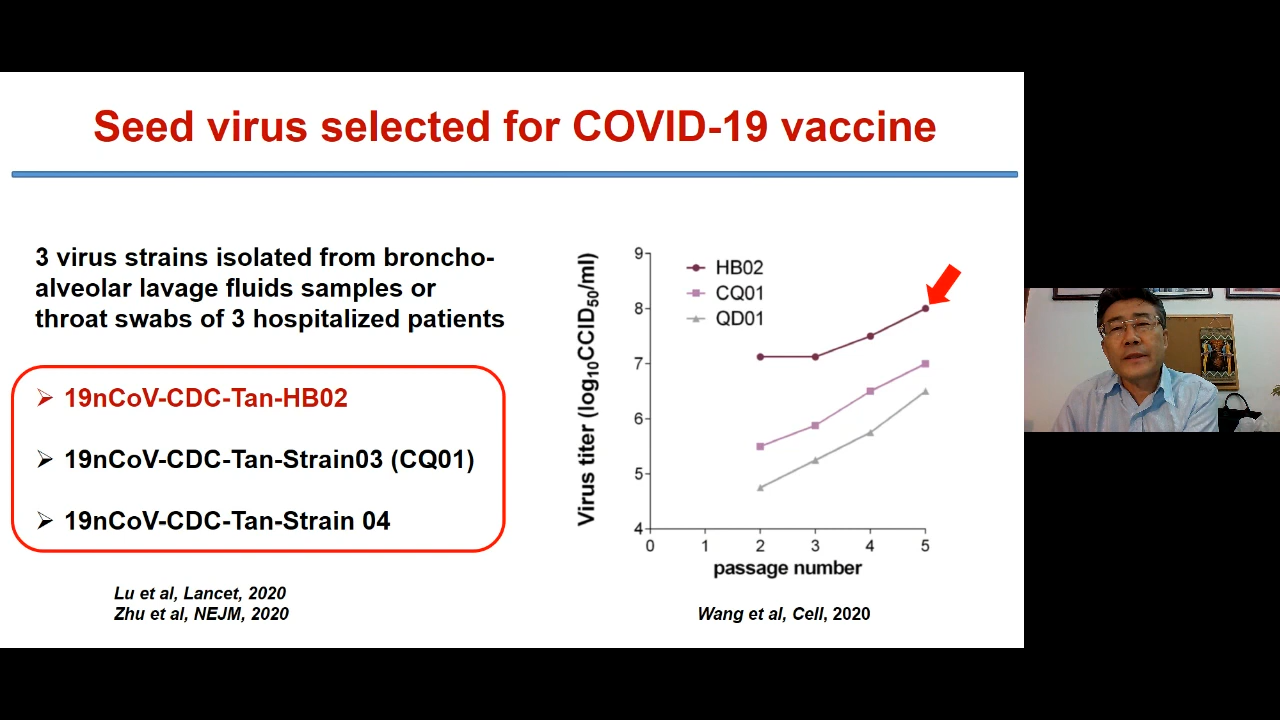 Seed virus selected for COVID-19 vaccine
3 virus strains isolated from broncho-
alveolar lavage fluids samples or
throat swabs of 3 hospitalized patients
➢ 19nCoV-CDC-Tan-HB02
➢ 19nCoV-CDC-Tan-Strain03 (CQ01)
➢ 19nCoV-CDC-Tan-Strain 04
Lu et al, Lancet, 2020
Zhu et al, NEJM, 2020
Virus titer (log₁₀CCID₅₀/ml)
9
8
7
6
5
4
HB02
CQ01
QD01
0 1 2 3 4 5
passage number
Wang et al, Cell, 2020